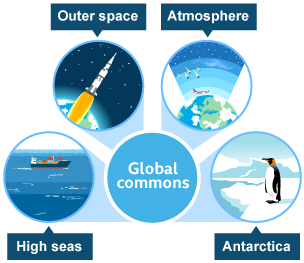 Outer space
Atmosphere
Global
commons
High seas
Antarctica